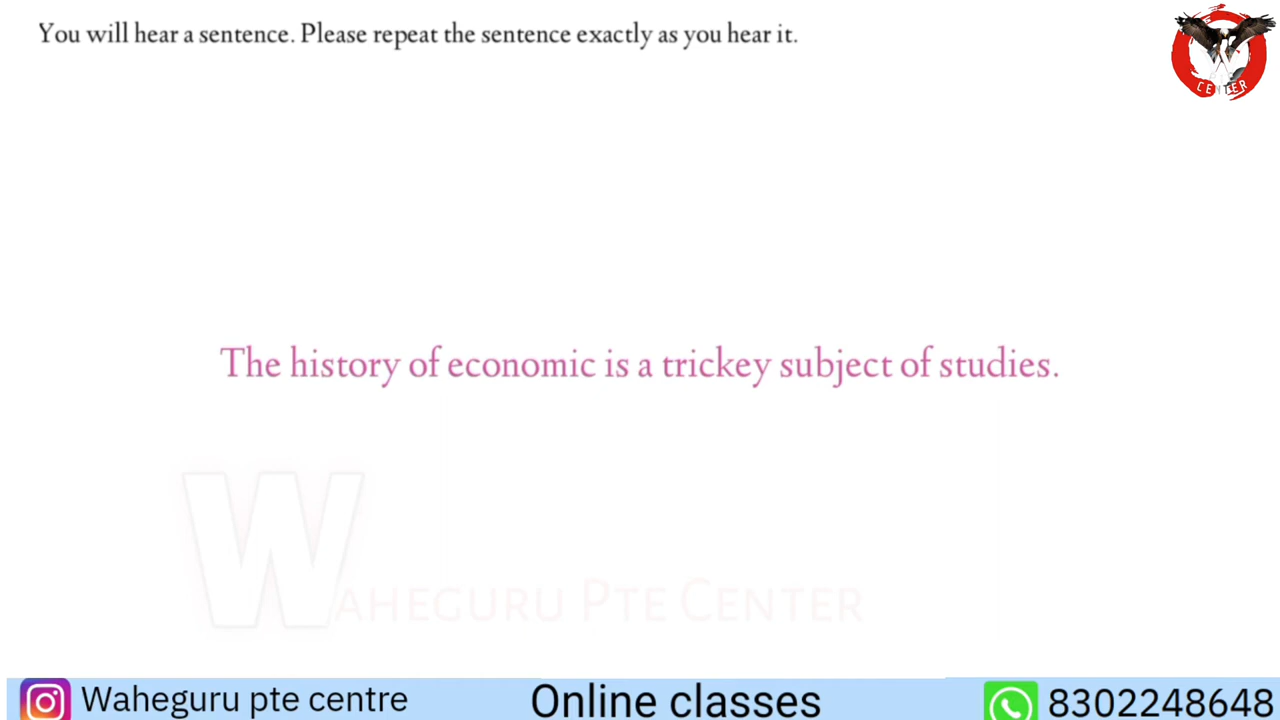 You will hear a sentence. Please repeat the sentence exactly as you hear it.
W
CENTER
The history of economic is a trickey subject of studies.
WAHEGURU PTE CENTER
Waheguru pte centre
Online classes
8302248648